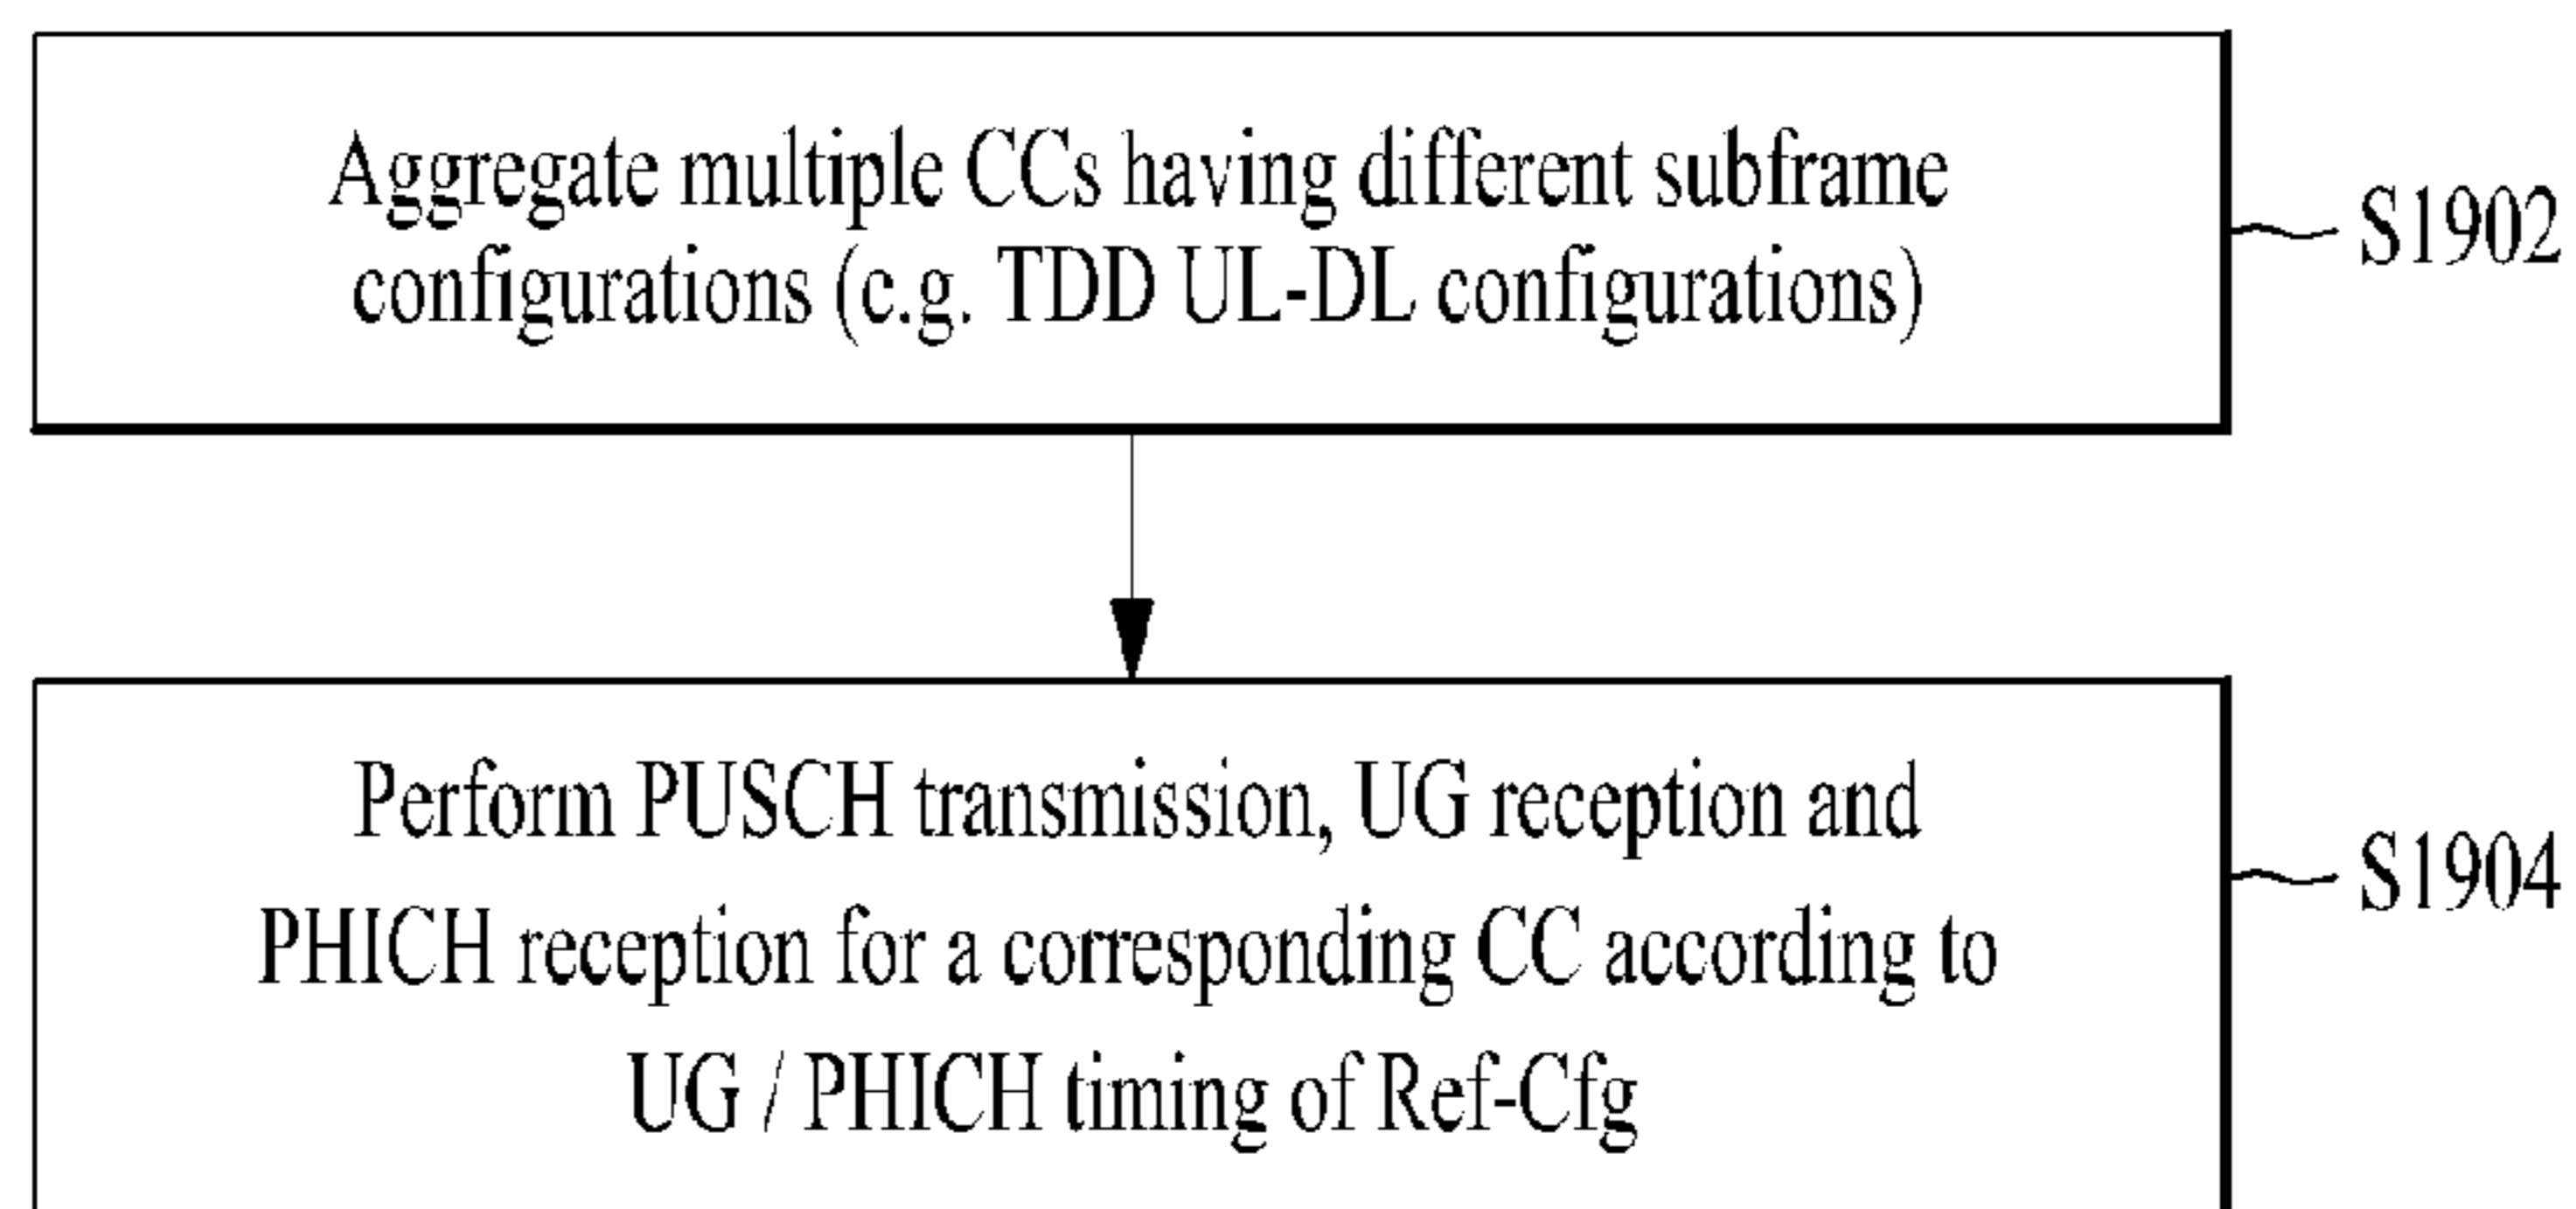 Aggregate multiple CCs having different subframe
configurations (e.g. TDD UL-DL configurations)
S1902
Perform PUSCH transmission, UG reception and
PHICH reception for a corresponding CC according to
UG / PHICH timing of Ref-Cfg
S1904